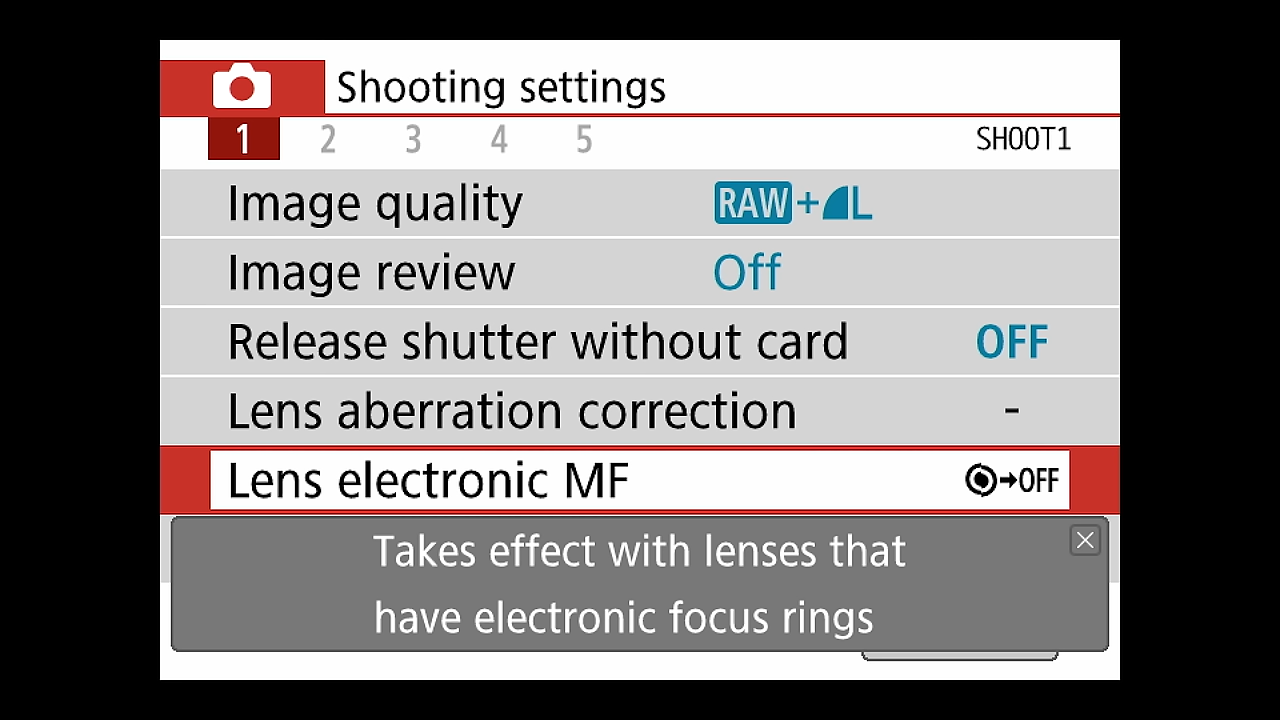 Shooting settings
1 2 3 4 5 SHOOT1
Image quality RAW+L
Image review Off
Release shutter without card OFF
Lens aberration correction -
Lens electronic MF →OFF
Takes effect with lenses that
have electronic focus rings